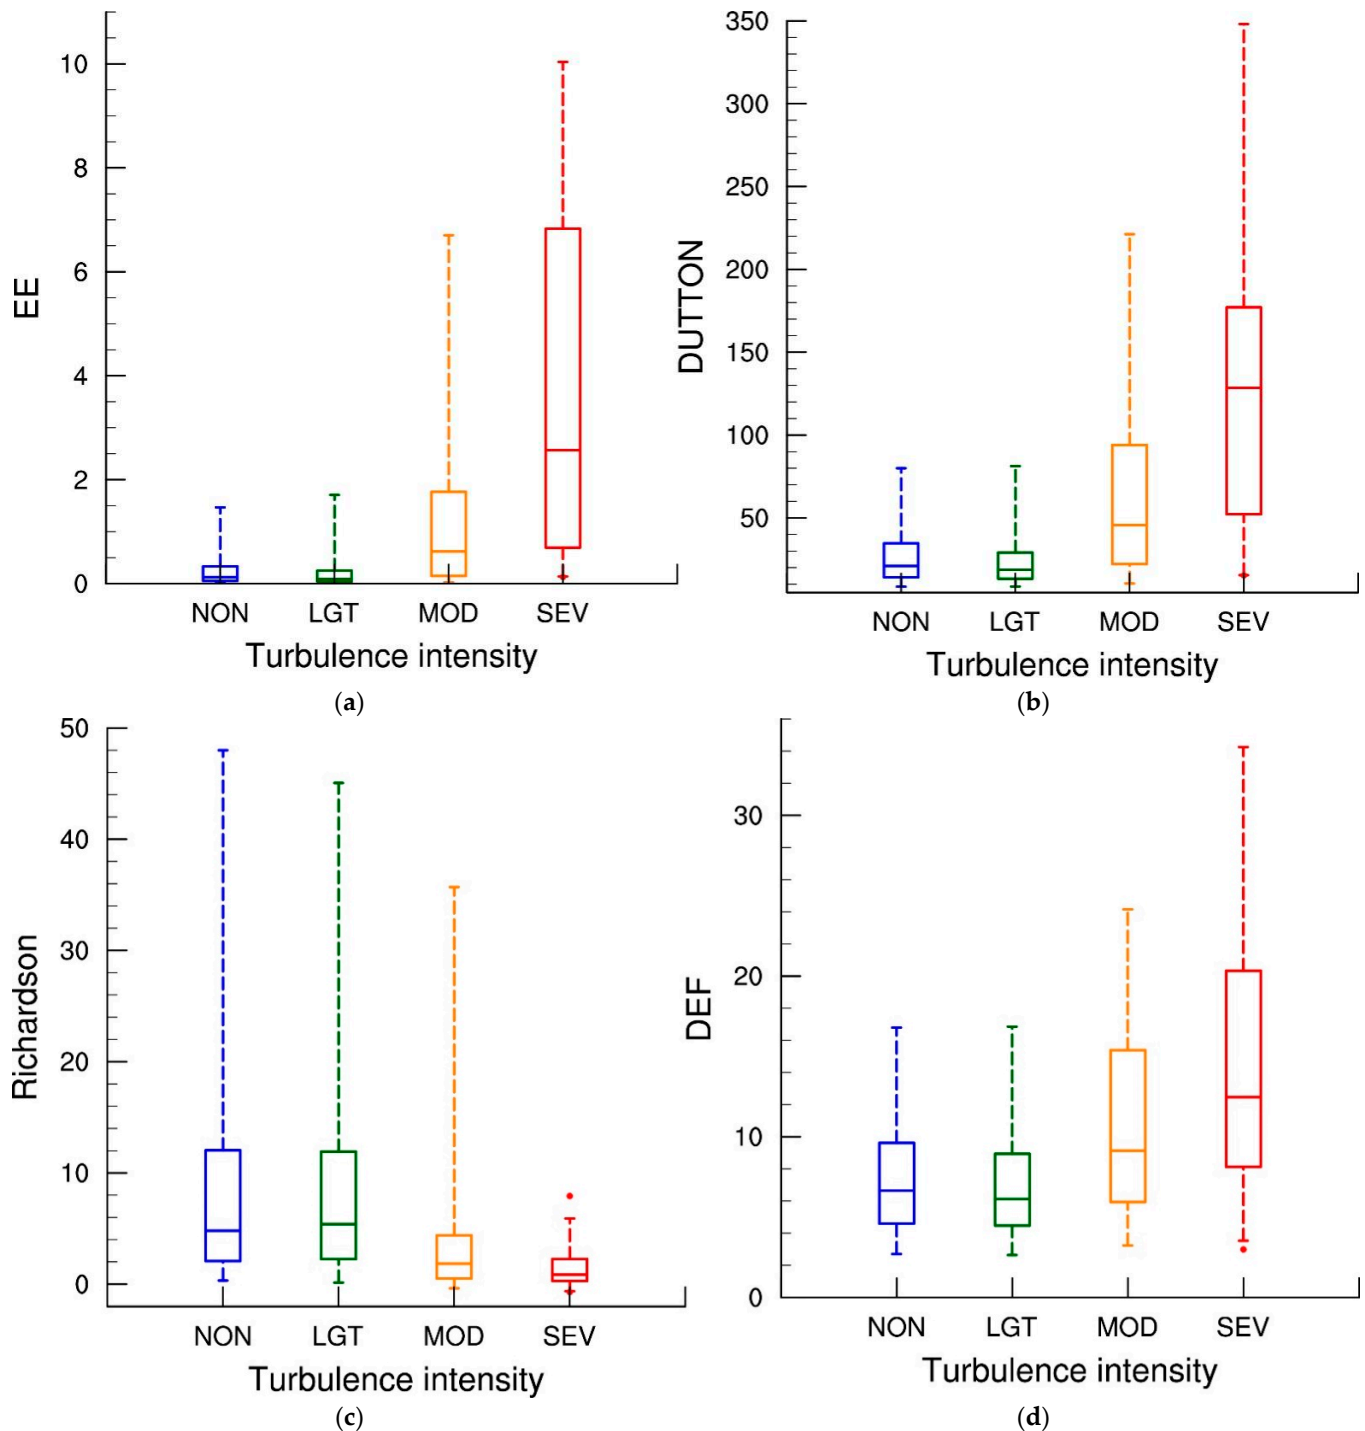 10
8
6
4
2
0
EE
NON LGT MOD SEV
Turbulence intensity
(a)
350
300
250
200
150
100
50
DUTTON
NON LGT MOD SEV
Turbulence intensity
(b)
50
40
30
20
10
0
Richardson
NON LGT MOD SEV
Turbulence intensity
(c)
30
20
10
0
DEF
NON LGT MOD SEV
Turbulence intensity
(d)